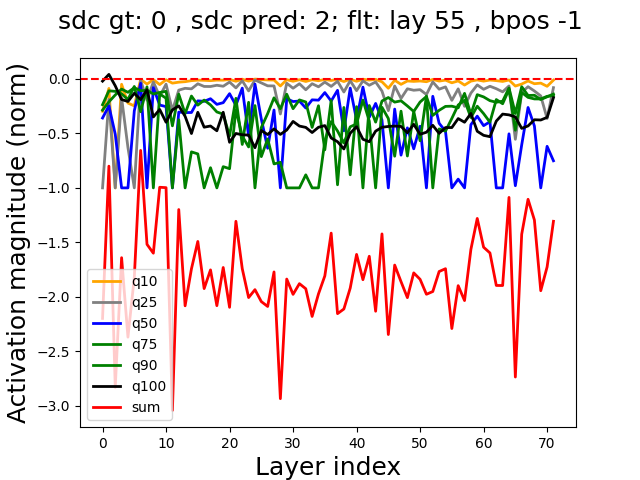 sdc gt: 0 , sdc pred: 2; flt: lay 55 , bpos -1
Activation magnitude (norm)
0.0
−0.5
−1.0
−1.5
−2.0
−2.5
−3.0
q10
q25
q50
q75
q90
q100
sum
0 10 20 30 40 50 60 70
Layer index